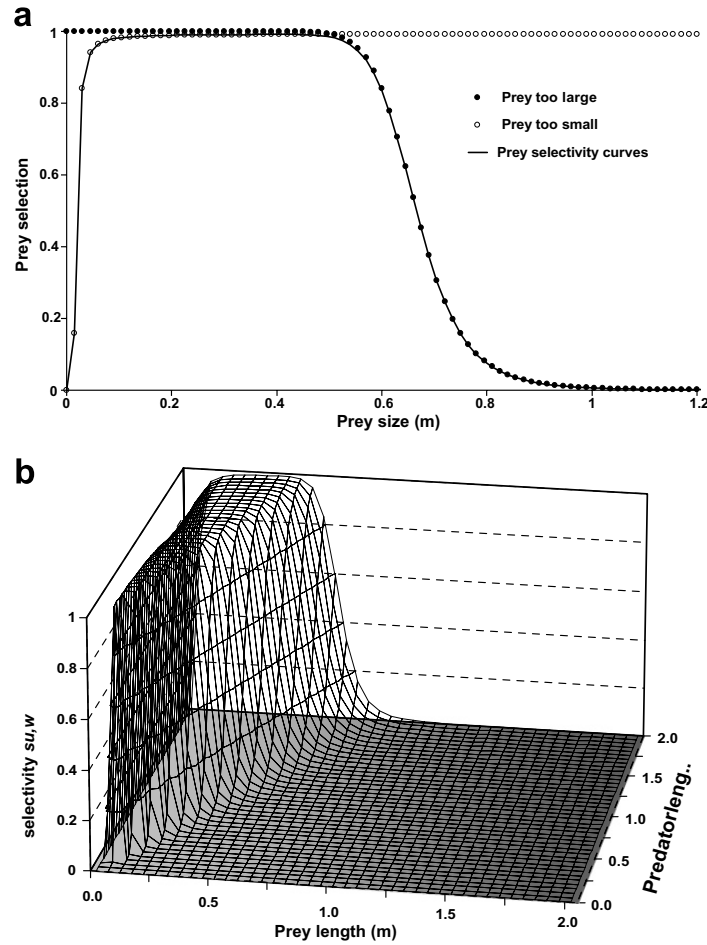 a
1
0.8
0.6
0.4
0.2
0
Prey selection
Prey too large
Prey too small
Prey selectivity curves
0 0.2 0.4 0.6 0.8 1 1.2
Prey size (m)
b
1
0.8
0.6
0.4
0.2
0
selectivity su,w
0.0 0.5 1.0 1.5 2.0
Prey length (m)
2.0
1.5
1.0
0.5
0.0
Predatorleng..